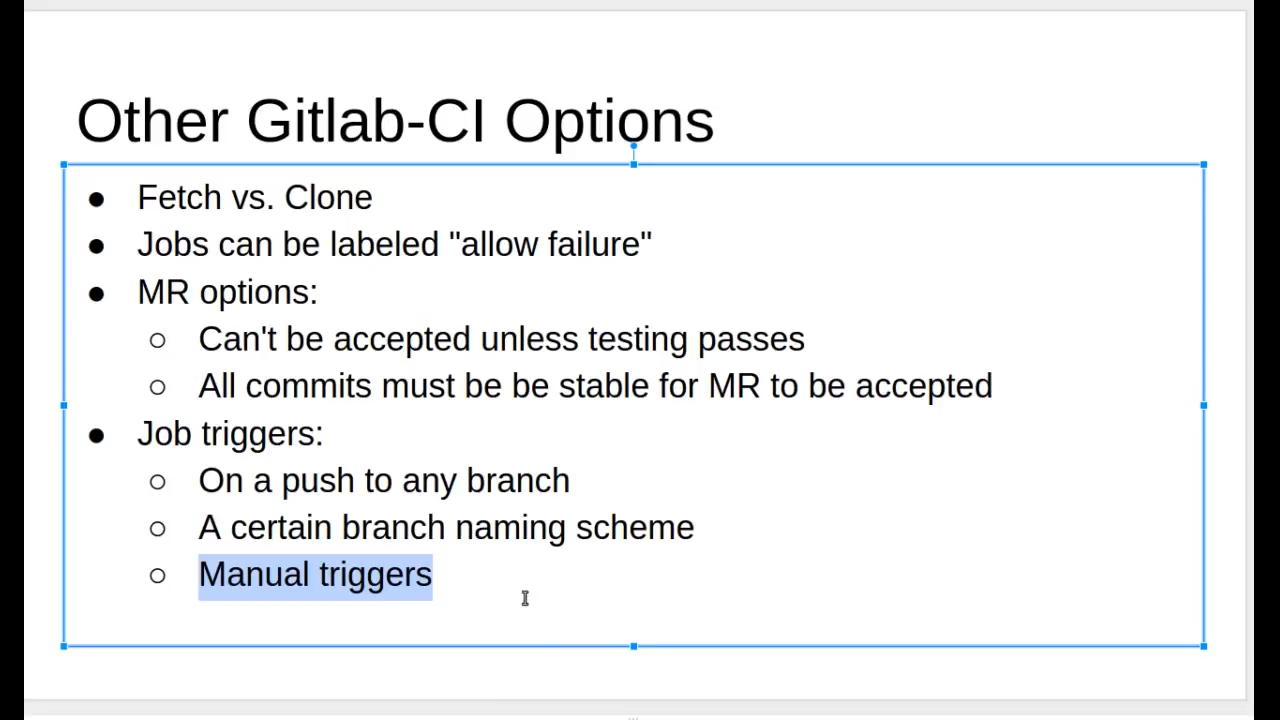 Other Gitlab-CI Options
● Fetch vs. Clone
● Jobs can be labeled "allow failure"
● MR options:
○ Can't be accepted unless testing passes
○ All commits must be be stable for MR to be accepted
● Job triggers:
○ On a push to any branch
○ A certain branch naming scheme
○ Manual triggers